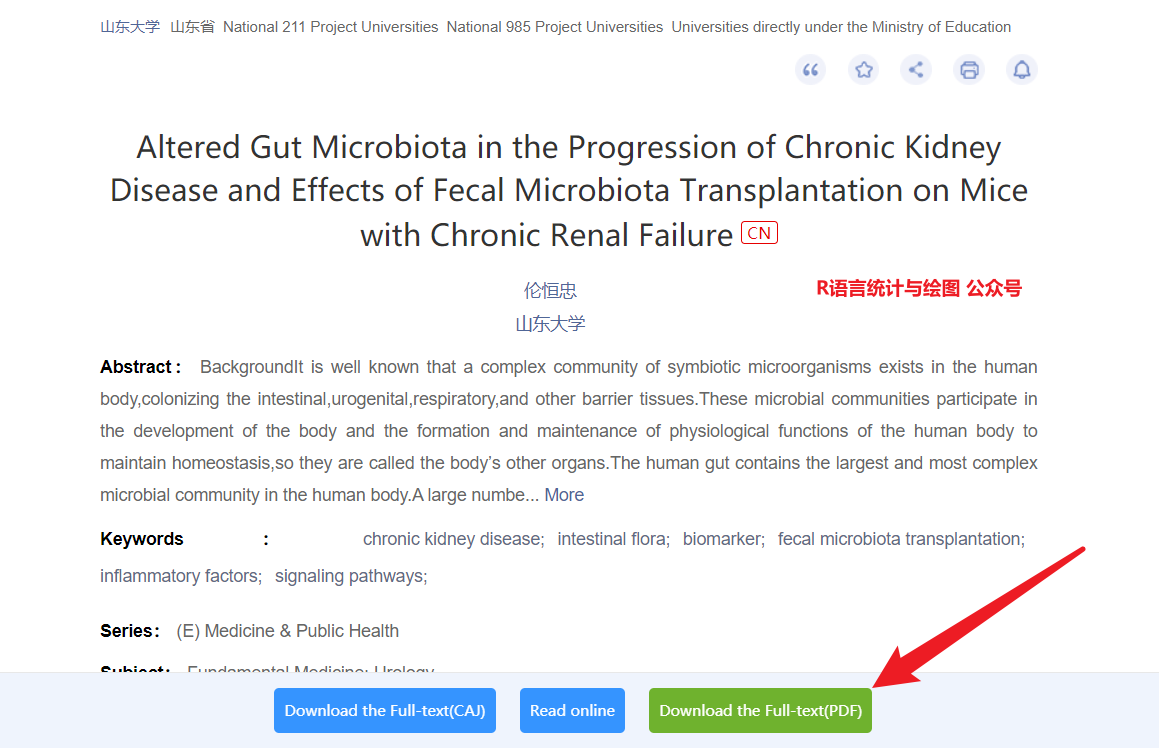 山东大学 山东省 National 211 Project Universities National 985 Project Universities Universities directly under the Ministry of Education
Altered Gut Microbiota in the Progression of Chronic Kidney
Disease and Effects of Fecal Microbiota Transplantation on Mice
with Chronic Renal Failure CN
伦恒忠
R语言统计与绘图 公众号
山东大学
Abstract： BackgroundIt is well known that a complex community of symbiotic microorganisms exists in the human
body,colonizing the intestinal,urogenital,respiratory,and other barrier tissues.These microbial communities participate in
the development of the body and the formation and maintenance of physiological functions of the human body to
maintain homeostasis,so they are called the body's other organs.The human gut contains the largest and most complex
microbial community in the human body.A large numbe... More
Keywords ： chronic kidney disease; intestinal flora; biomarker; fecal microbiota transplantation;
inflammatory factors; signaling pathways;
Series： (E) Medicine & Public Health
Subject： Fundamental Medicine; Urology
Download the Full-text(CAJ) Read online Download the Full-text(PDF)